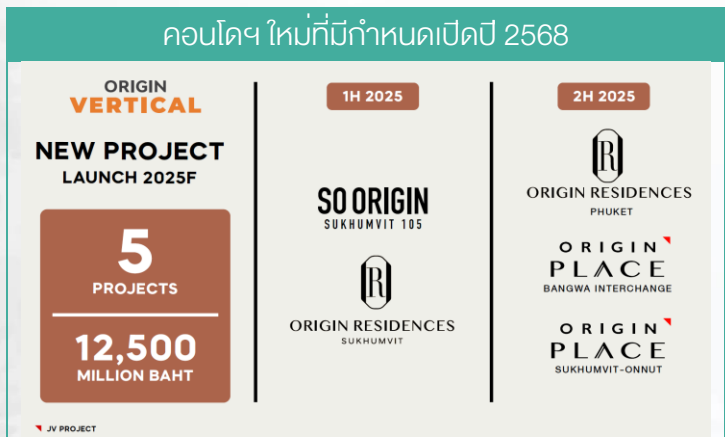 คอนโดฯ ใหม่ที่มีกำหนดเปิดปี 2568
ORIGIN
VERTICAL
NEW PROJECT
LAUNCH 2025F
5
PROJECTS
12,500
MILLION BAHT
JV PROJECT
1H 2025
SO ORIGIN
SUKHUMVIT 105
R
ORIGIN RESIDENCES
SUKHUMVIT
2H 2025
R
ORIGIN RESIDENCES
PHUKET
ORIGIN
PLACE
BANGWA INTERCHANGE
ORIGIN
PLACE
SUKHUMVIT-ONNUT